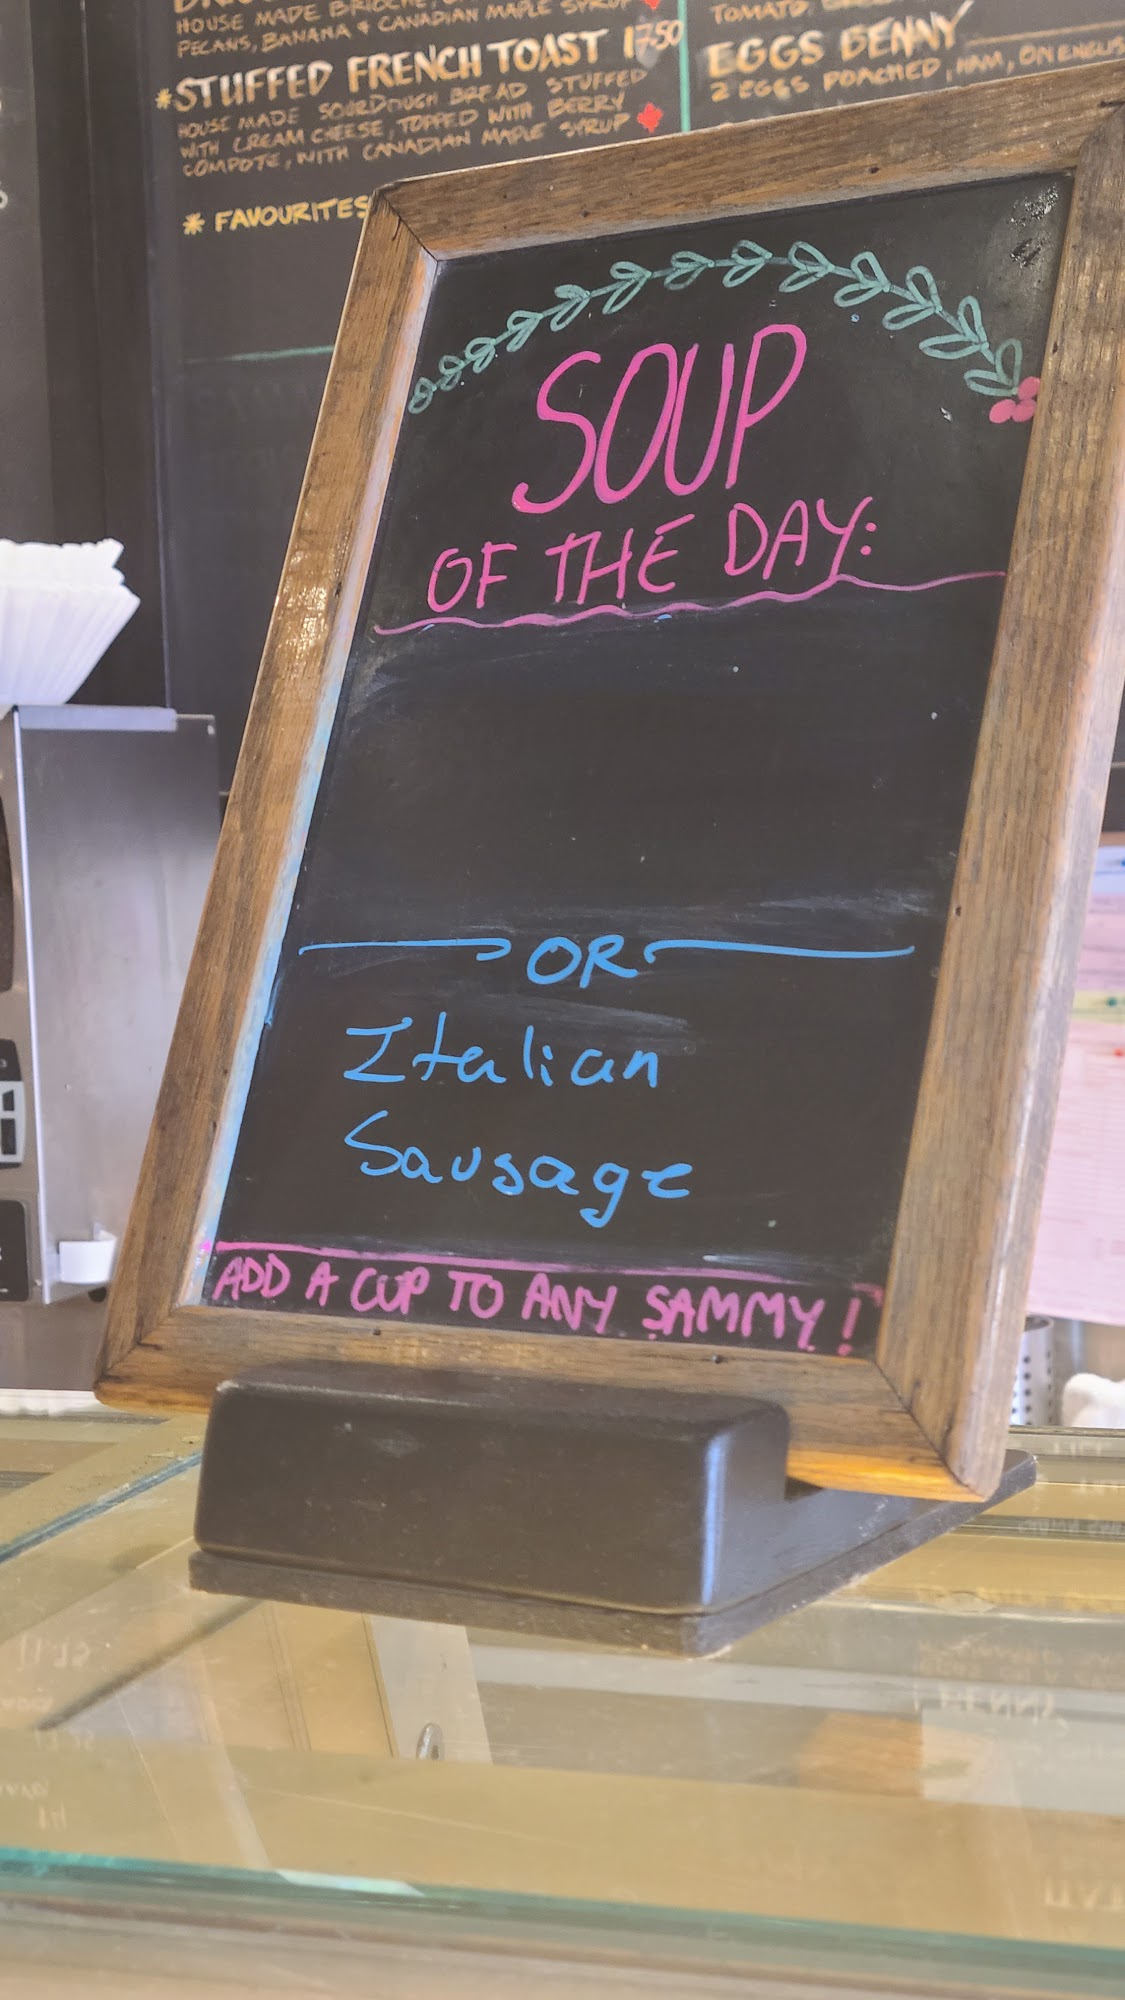 HOUSE MADE BRIOCHE,
PECANS, BANANA & CANADIAN MAPLE SYRUP
*STUFFED FRENCH TOAST 17.50
HOUSE MADE SOURDOUGH BREAD STUFFED
WITH CREAM CHEESE, TOPPED WITH BERRY
COMPOTE, WITH CANADIAN MAPLE SYRUP
* FAVOURITES
TOMATO,
EGGS BENNY
2 EGGS POACHED, HAM, ON ENGLIS
SOUP
OF THE DAY:
OR
Italian
Sausage
ADD A CUP TO ANY SAMMY!